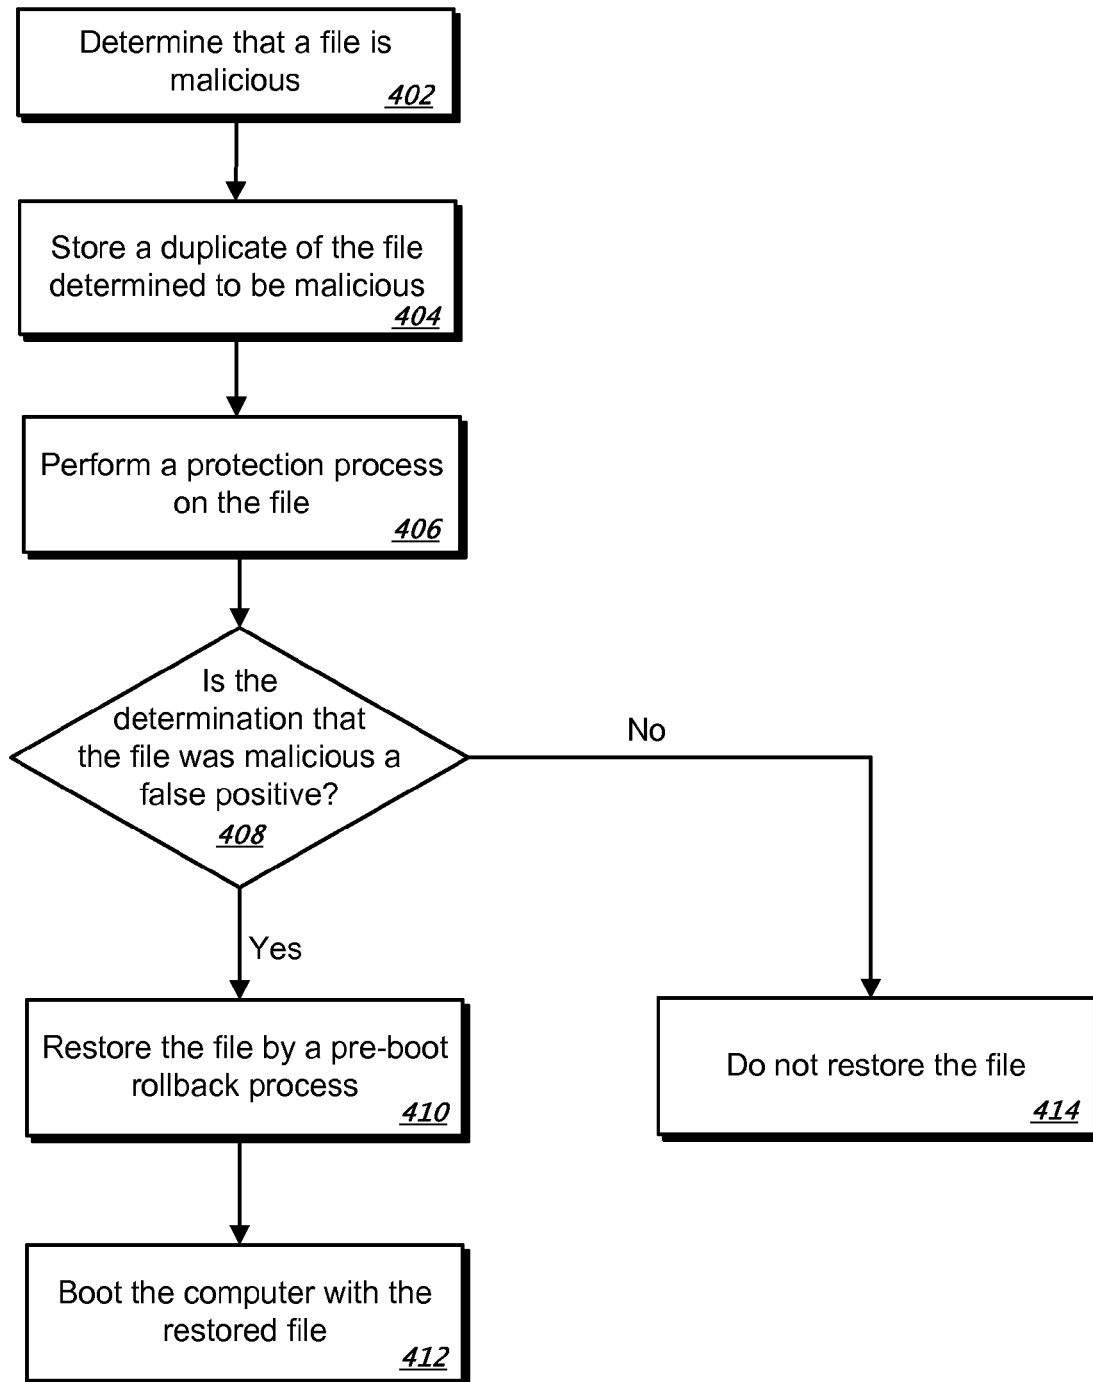 Determine that a file is
malicious
402
Store a duplicate of the file
determined to be malicious
404
Perform a protection process
on the file
406
Is the
determination that
the file was malicious a
false positive?
408
No
Yes
Restore the file by a pre-boot
rollback process
410
Do not restore the file
414
Boot the computer with the
restored file
412